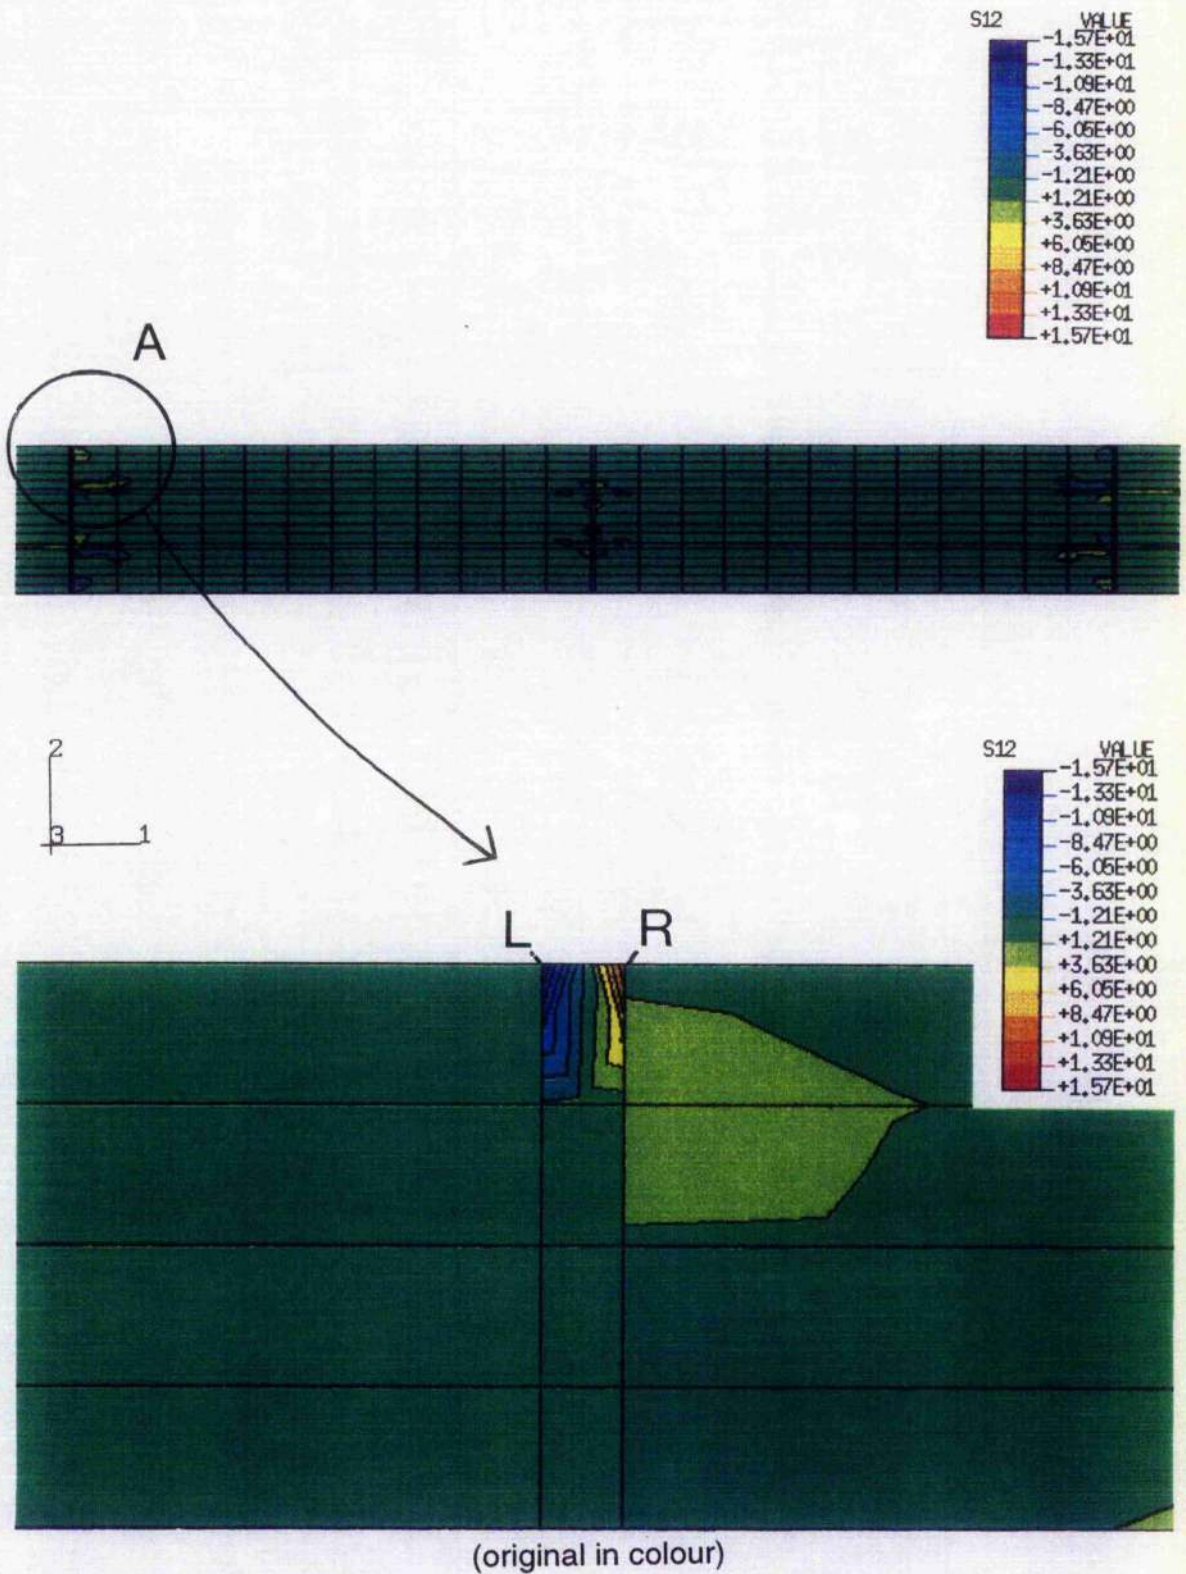 S12 VALUE
-1.57E+01
-1.33E+01
-1.09E+01
-8.47E+00
-6.05E+00
-3.63E+00
-1.21E+00
+1.21E+00
+3.63E+00
+6.05E+00
+8.47E+00
+1.09E+01
+1.33E+01
+1.57E+01
A
2
3 1
S12 VALUE
-1.57E+01
-1.33E+01
-1.09E+01
-8.47E+00
-6.05E+00
-3.63E+00
-1.21E+00
+1.21E+00
+3.63E+00
+6.05E+00
+8.47E+00
+1.09E+01
+1.33E+01
+1.57E+01
L R
(original in colour)